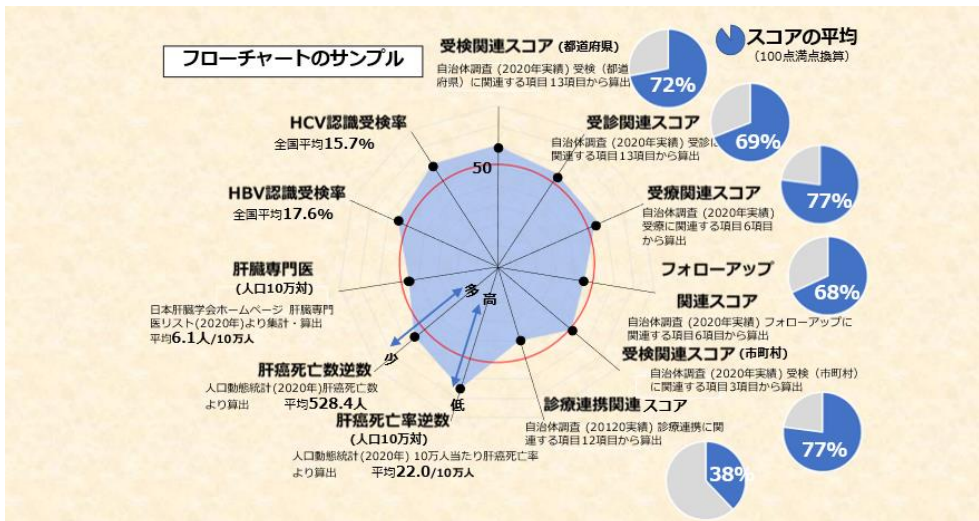 フローチャートのサンプル
受検関連スコア (都道府県)
自治体調査 (2020年実績) 受検（都道
府県）に関連する項目13項目から算出
72%
スコアの平均
(100点満点換算)
受診関連スコア
自治体調査 (2020年実績) 受診に
関連する項目13項目から算出
69%
受療関連スコア
自治体調査 (2020年実績)
受療に関連する項目6項目
から算出
77%
フォローアップ
関連スコア
自治体調査 (2020年実績) フォローアップに
関連する項目6項目から算出
68%
受検関連スコア (市町村)
自治体調査 (2020年実績) 受検（市町村）
に関連する項目3項目から算出
77%
診療連携関連スコア
自治体調査 (20120実績) 診療連携に関
連する項目12項目から算出
38%
肝癌死亡率逆数
(人口10万対)
人口動態統計(2020年) 10万人当たり肝癌死亡率
より算出 平均22.0/10万人
肝癌死亡数逆数
人口動態統計(2020年)肝癌死亡数
より算出 平均528.4人
肝臓専門医
(人口10万対)
日本肝臓学会ホームページ 肝臓専門
医リスト(2020年)より集計・算出
平均6.1人/10万人
HBV認識受検率
全国平均17.6%
HCV認識受検率
全国平均15.7%
50
多
高
少
低